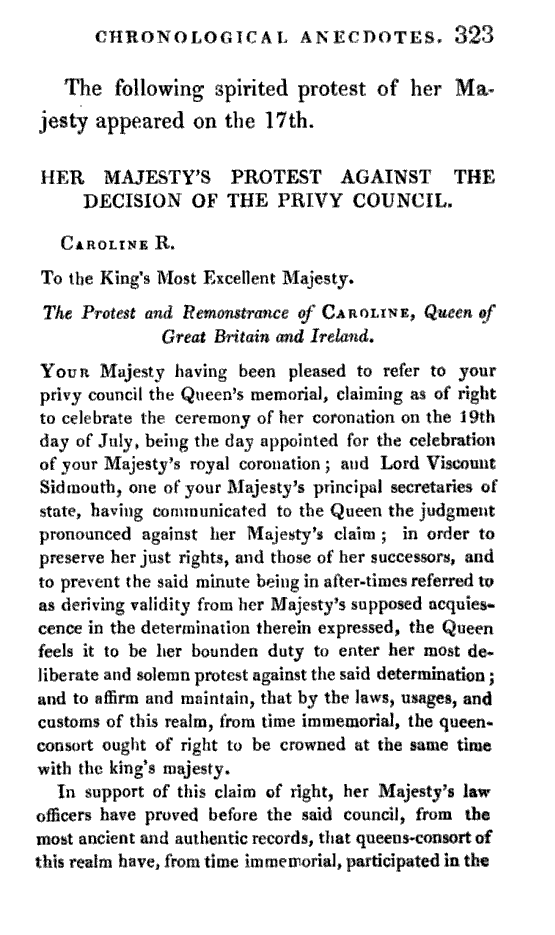 CHRONOLOGICAL ANECDOTES. 323
The following spirited protest of her Ma-
jesty appeared on the 17th.
HER MAJESTY'S PROTEST AGAINST THE
DECISION OF THE PRIVY COUNCIL.
CAROLINE R.
To the King's Most Excellent Majesty.
The Protest and Remonstrance of CAROLINE, Queen of
Great Britain and Ireland.
YOUR Majesty having been pleased to refer to your
privy council the Queen's memorial, claiming as of right
to celebrate the ceremony of her coronation on the 19th
day of July, being the day appointed for the celebration
of your Majesty's royal coronation; and Lord Viscount
Sidmouth, one of your Majesty's principal secretaries of
state, having communicated to the Queen the judgment
pronounced against her Majesty's claim; in order to
preserve her just rights, and those of her successors, and
to prevent the said minute being in after-times referred to
as deriving validity from her Majesty's supposed acquies-
cence in the determination therein expressed, the Queen
feels it to be her bounden duty to enter her most de-
liberate and solemn protest against the said determination;
and to affirm and maintain, that by the laws, usages, and
customs of this realm, from time immemorial, the queen-
consort ought of right to be crowned at the same time
with the king's majesty.
In support of this claim of right, her Majesty's law
officers have proved before the said council, from the
most ancient and authentic records, that queens-consort of
this realm have, from time immemorial, participated in the